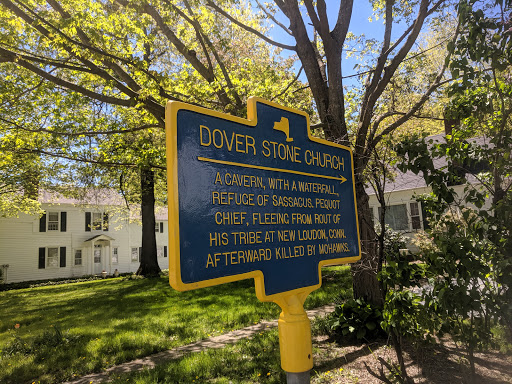 DOVER STONE CHURCH
A CAVERN, WITH A WATERFALL,
REFUGE OF SASSACUS, PEQUOT
CHIEF, FLEEING FROM ROUT OF
HIS TRIBE AT NEW LOUDON, CONN.
AFTERWARD KILLED BY MOHAWKS.